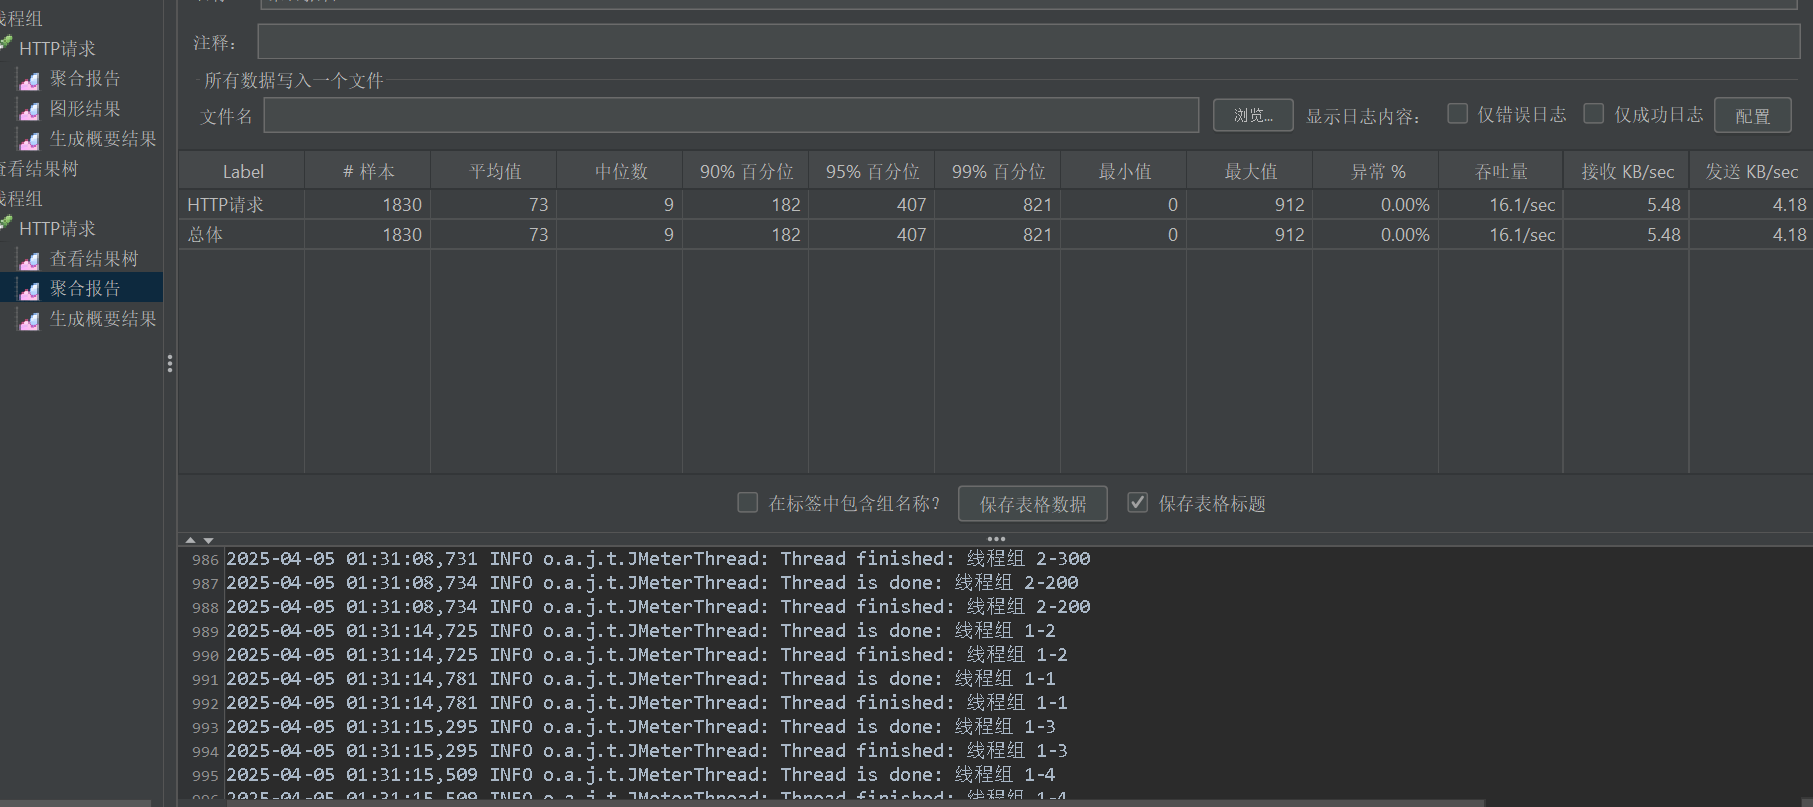 线程组
HTTP请求
聚合报告
图形结果
生成概要结果
查看结果树
线程组
HTTP请求
查看结果树
聚合报告
生成概要结果
注释：
所有数据写入一个文件
文件名 浏览... 显示日志内容： 仅错误日志 仅成功日志 配置
Label # 样本 平均值 中位数 90% 百分位 95% 百分位 99% 百分位 最小值 最大值 异常 % 吞吐量 接收 KB/sec 发送 KB/sec
HTTP请求 1830 73 9 182 407 821 0 912 0.00% 16.1/sec 5.48 4.18
总体 1830 73 9 182 407 821 0 912 0.00% 16.1/sec 5.48 4.18
在标签中包含组名称？ 保存表格数据 保存表格标题
986 2025-04-05 01:31:08,731 INFO o.a.j.t.JMeterThread: Thread finished: 线程组 2-300
987 2025-04-05 01:31:08,734 INFO o.a.j.t.JMeterThread: Thread is done: 线程组 2-200
988 2025-04-05 01:31:08,734 INFO o.a.j.t.JMeterThread: Thread finished: 线程组 2-200
989 2025-04-05 01:31:14,725 INFO o.a.j.t.JMeterThread: Thread is done: 线程组 1-2
990 2025-04-05 01:31:14,725 INFO o.a.j.t.JMeterThread: Thread finished: 线程组 1-2
991 2025-04-05 01:31:14,781 INFO o.a.j.t.JMeterThread: Thread is done: 线程组 1-1
992 2025-04-05 01:31:14,781 INFO o.a.j.t.JMeterThread: Thread finished: 线程组 1-1
993 2025-04-05 01:31:15,295 INFO o.a.j.t.JMeterThread: Thread is done: 线程组 1-3
994 2025-04-05 01:31:15,295 INFO o.a.j.t.JMeterThread: Thread finished: 线程组 1-3
995 2025-04-05 01:31:15,509 INFO o.a.j.t.JMeterThread: Thread is done: 线程组 1-4
996 2025-04-05 01:31:15,509 INFO o.a.j.t.JMeterThread: Thread finished: 线程组 1-4